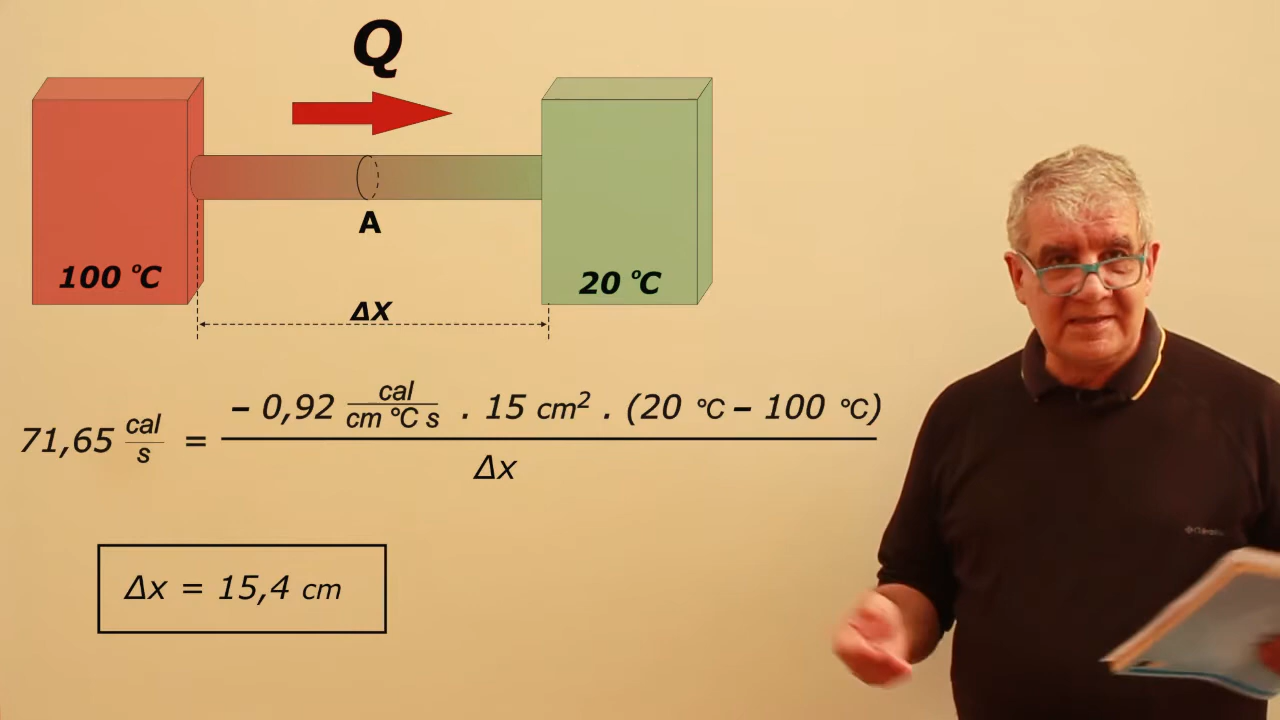 Q
A
100 °C
20 °C
Δx
71,65 cal/s = – 0,92 cal/cm °C s . 15 cm² . (20 °C – 100 °C) / Δx
Δx = 15,4 cm